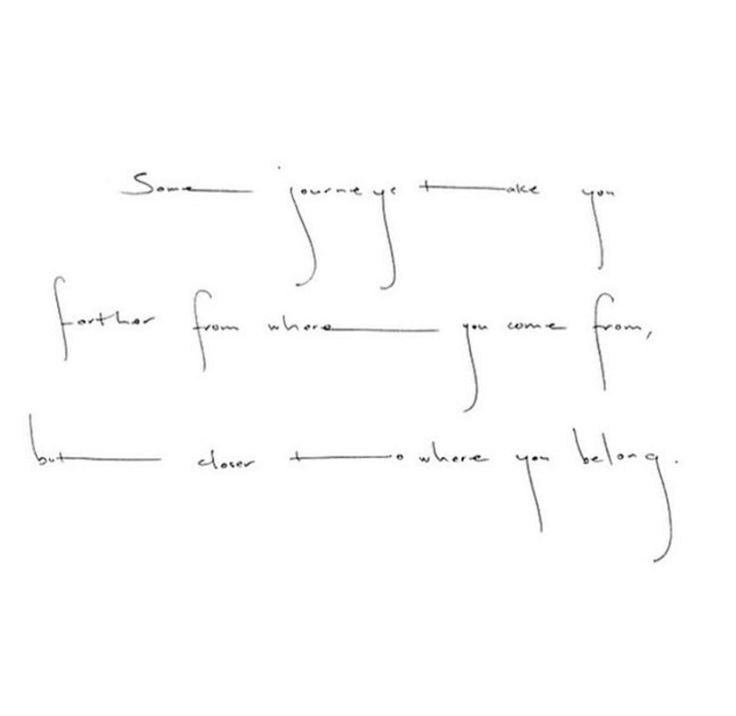 Some journeys take you
farther from where you come from,
but closer to where you belong.